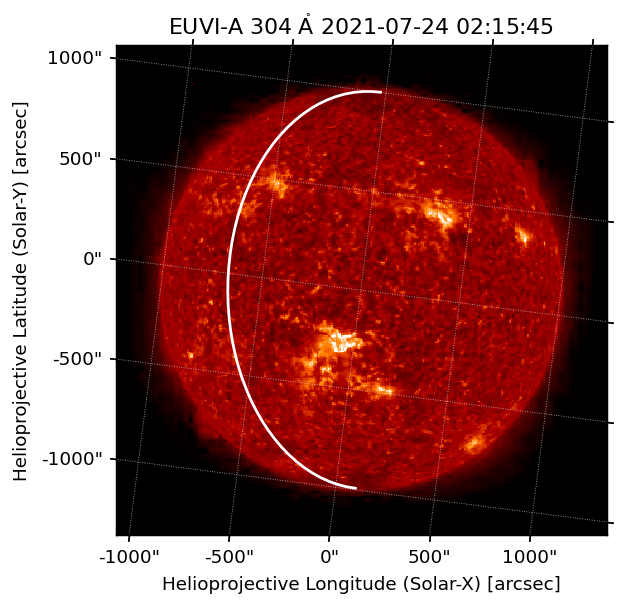 EUVI-A 304 Å 2021-07-24 02:15:45
1000"
500"
0"
-500"
-1000"
Helioprojective Latitude (Solar-Y) [arcsec]
-1000" -500" 0" 500" 1000"
Helioprojective Longitude (Solar-X) [arcsec]